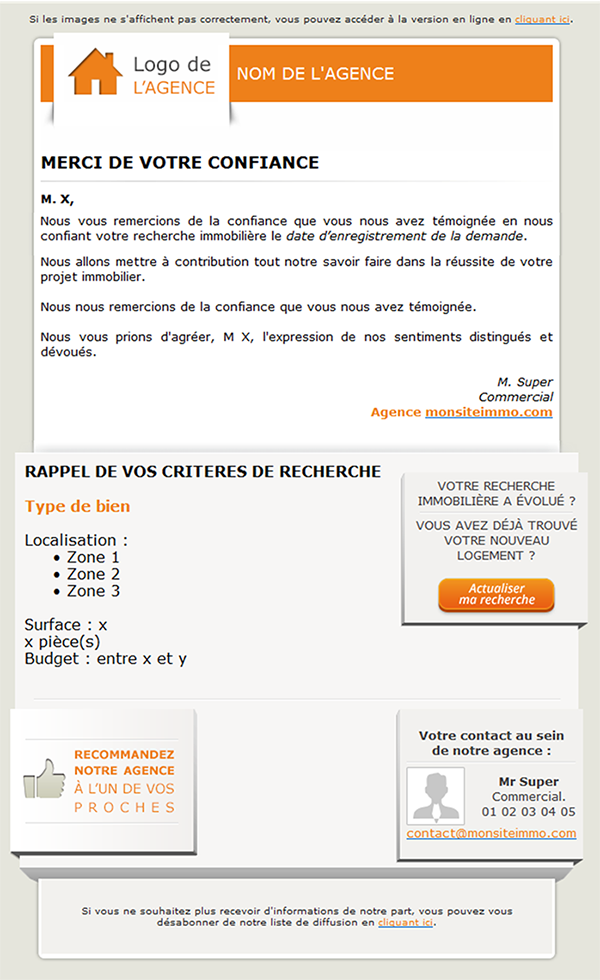 Si les images ne s'affichent pas correctement, vous pouvez accéder à la version en ligne en cliquant ici.
Logo de
L'AGENCE
NOM DE L'AGENCE
MERCI DE VOTRE CONFIANCE
M. X,
Nous vous remercions de la confiance que vous nous avez témoignée en nous
confiant votre recherche immobilière le date d'enregistrement de la demande.
Nous allons mettre à contribution tout notre savoir faire dans la réussite de votre
projet immobilier.
Nous nous remercions de la confiance que vous nous avez témoignée.
Nous vous prions d'agréer, M X, l'expression de nos sentiments distingués et
dévoués.
M. Super
Commercial
Agence monsiteimmo.com
RAPPEL DE VOS CRITERES DE RECHERCHE
Type de bien
Localisation :
• Zone 1
• Zone 2
• Zone 3
Surface : x
x pièce(s)
Budget : entre x et y
VOTRE RECHERCHE
IMMOBILIÈRE A ÉVOLUÉ ?
VOUS AVEZ DÉJÀ TROUVÉ
VOTRE NOUVEAU
LOGEMENT ?
Actualiser
ma recherche
RECOMMANDEZ
NOTRE AGENCE
À L'UN DE VOS
PROCHES
Votre contact au sein
de notre agence :
Mr Super
Commercial.
01 02 03 04 05
contact@monsiteimmo.com
Si vous ne souhaitez plus recevoir d'informations de notre part, vous pouvez vous
désabonner de notre liste de diffusion en cliquant ici.